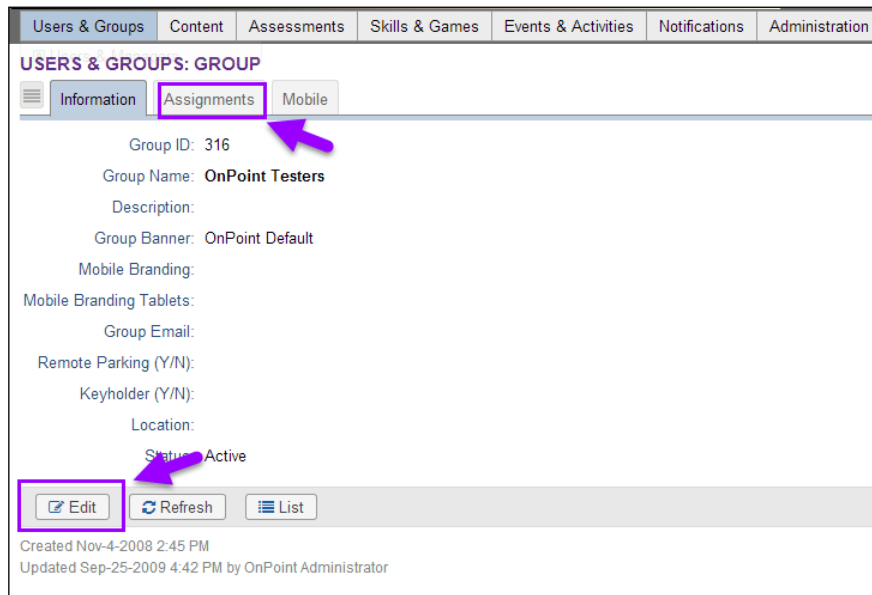 Users & Groups Content Assessments Skills & Games Events & Activities Notifications Administration
USERS & GROUPS: GROUP
Information Assignments Mobile
Group ID: 316
Group Name: OnPoint Testers
Description:
Group Banner: OnPoint Default
Mobile Branding:
Mobile Branding Tablets:
Group Email:
Remote Parking (Y/N):
Keyholder (Y/N):
Location:
Status: Active
Edit Refresh List
Created Nov-4-2008 2:45 PM
Updated Sep-25-2009 4:42 PM by OnPoint Administrator